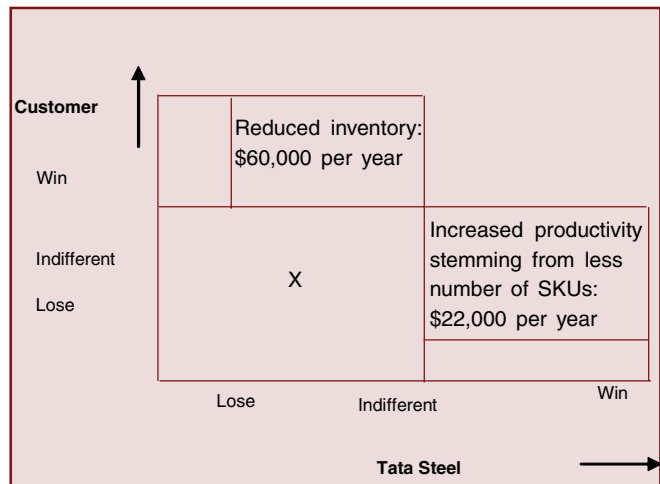 Customer
Reduced inventory:
$60,000 per year
Win
Increased productivity
stemming from less
number of SKUs:
$22,000 per year
Indifferent
X
Lose
Lose
Indifferent
Win
Tata Steel